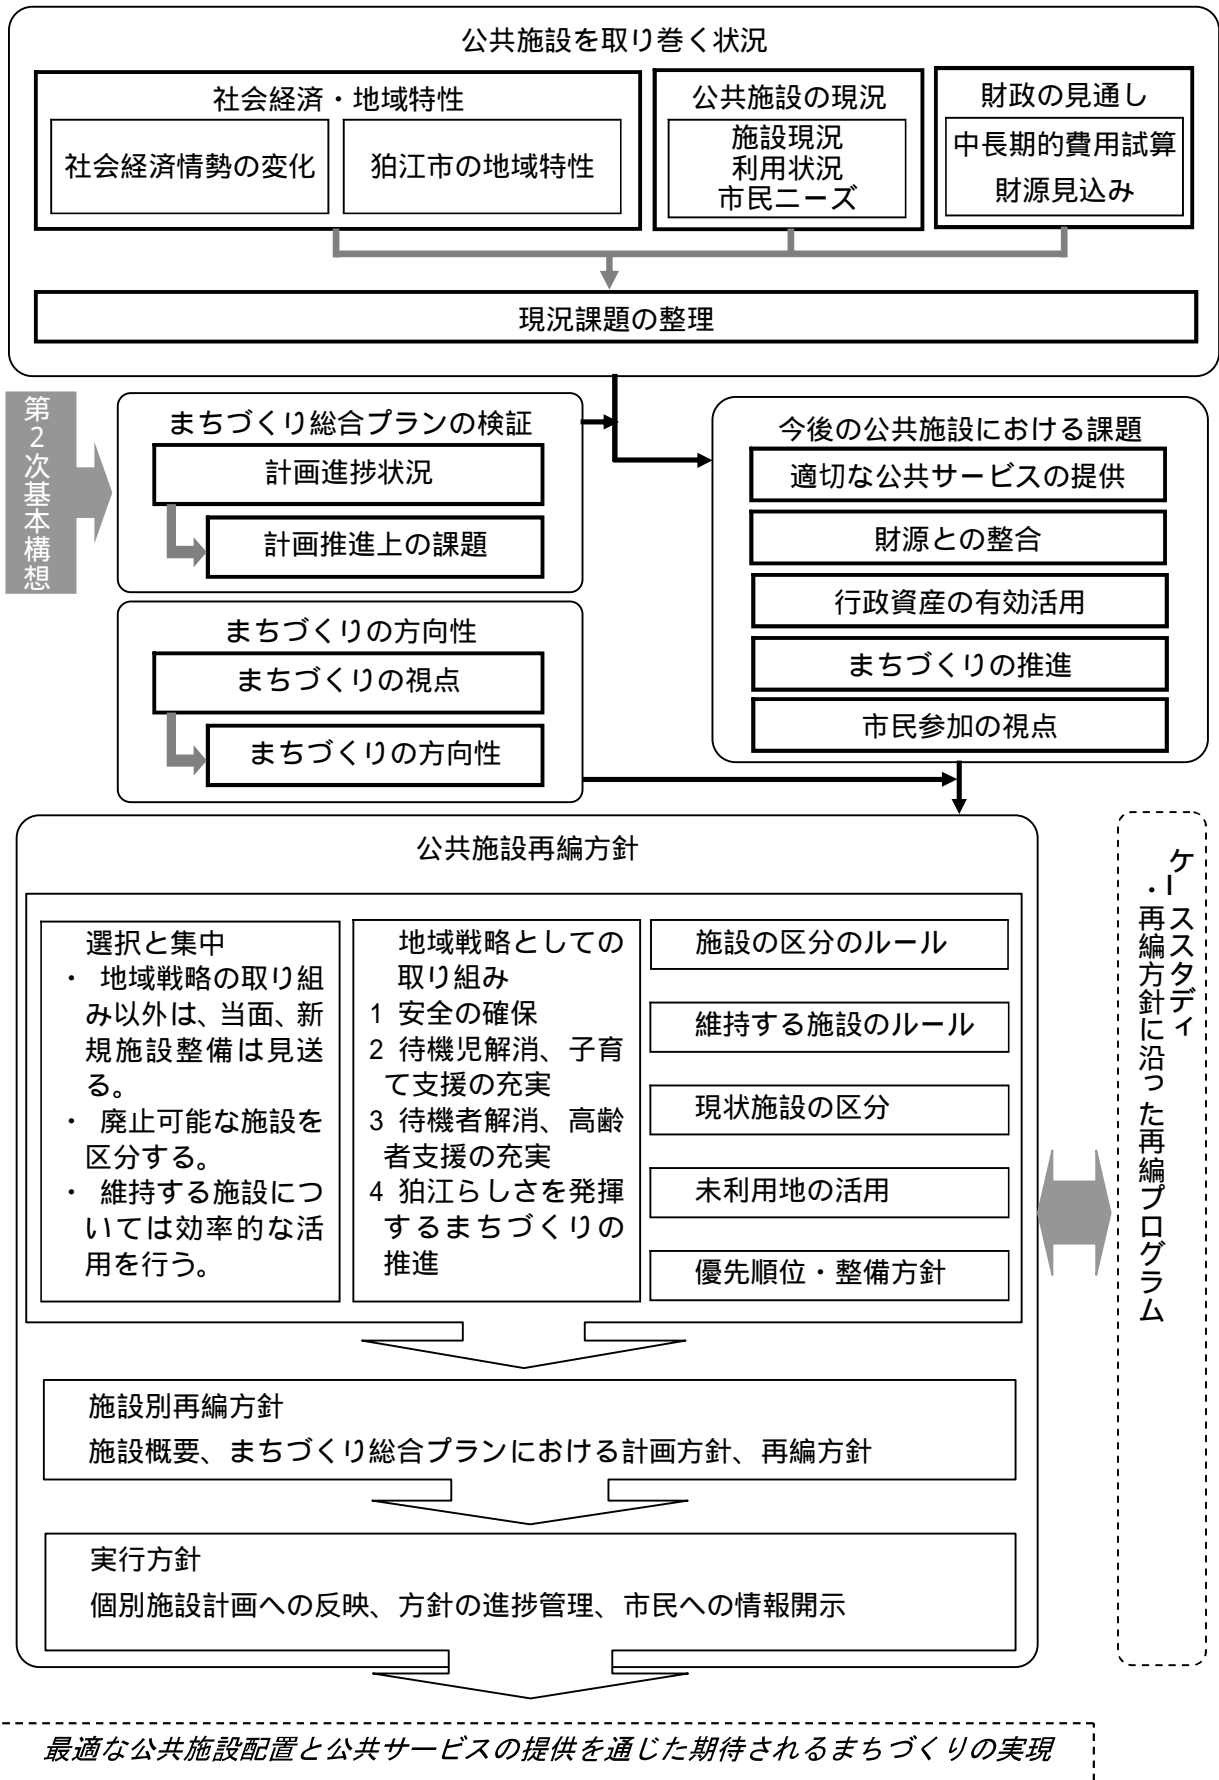 公共施設を取り巻く状況
社会経済・地域特性
社会経済情勢の変化
狛江市の地域特性
公共施設の現況
施設現況
利用状況
市民ニーズ
財政の見通し
中長期的費用試算
財源見込み
現況課題の整理
第2次基本構想
まちづくり総合プランの検証
計画進捗状況
計画推進上の課題
まちづくりの方向性
まちづくりの視点
まちづくりの方向性
今後の公共施設における課題
適切な公共サービスの提供
財源との整合
行政資産の有効活用
まちづくりの推進
市民参加の視点
公共施設再編方針
選択と集中
・ 地域戦略の取り組
み以外は、当面、新
規施設整備は見送
る。
・ 廃止可能な施設を
区分する。
・ 維持する施設につ
いては効率的な活
用を行う。
地域戦略としての
取り組み
1 安全の確保
2 待機児解消、子育
て支援の充実
3 待機者解消、高齢
者支援の充実
4 狛江らしさを発揮
するまちづくりの
推進
施設の区分のルール
維持する施設のルール
現状施設の区分
未利用地の活用
優先順位・整備方針
ケーススタディ
・再編方針に沿った再編プログラム
施設別再編方針
施設概要、まちづくり総合プランにおける計画方針、再編方針
実行方針
個別施設計画への反映、方針の進捗管理、市民への情報開示
最適な公共施設配置と公共サービスの提供を通じた期待されるまちづくりの実現